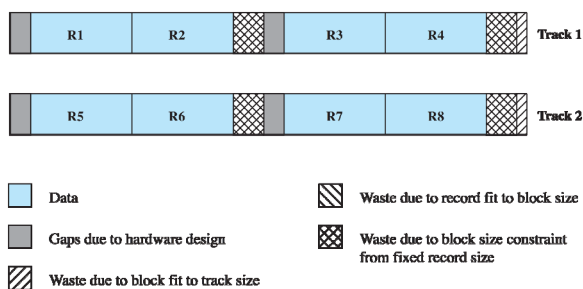 R1 R2 R3 R4 Track 1
R5 R6 R7 R8 Track 2
Data
Gaps due to hardware design
Waste due to block fit to track size
Waste due to record fit to block size
Waste due to block size constraint
from fixed record size